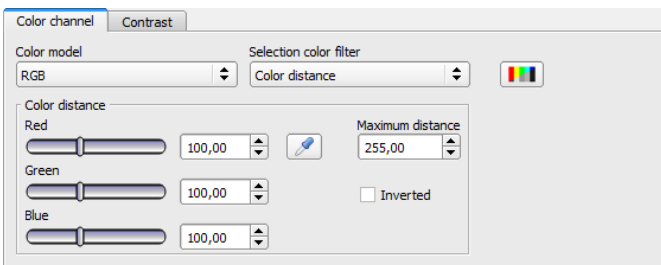 Color channel Contrast
Color model Selection color filter
RGB Color distance
Color distance
Red Maximum distance
100,00 255,00
Green
100,00 Inverted
Blue
100,00